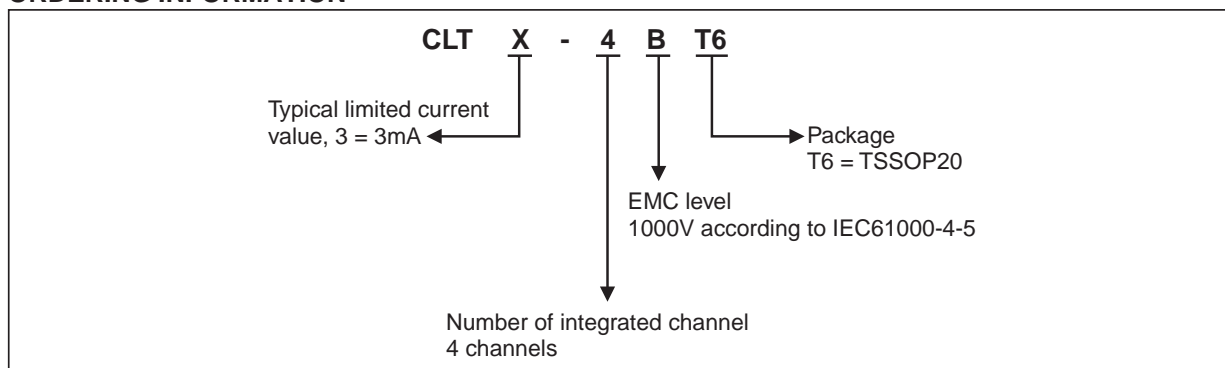 ORDERING INFORMATION
CLT X - 4 B T6
Typical limited current
value, 3 = 3mA
Package
T6 = TSSOP20
EMC level
1000V according to IEC61000-4-5
Number of integrated channel
4 channels